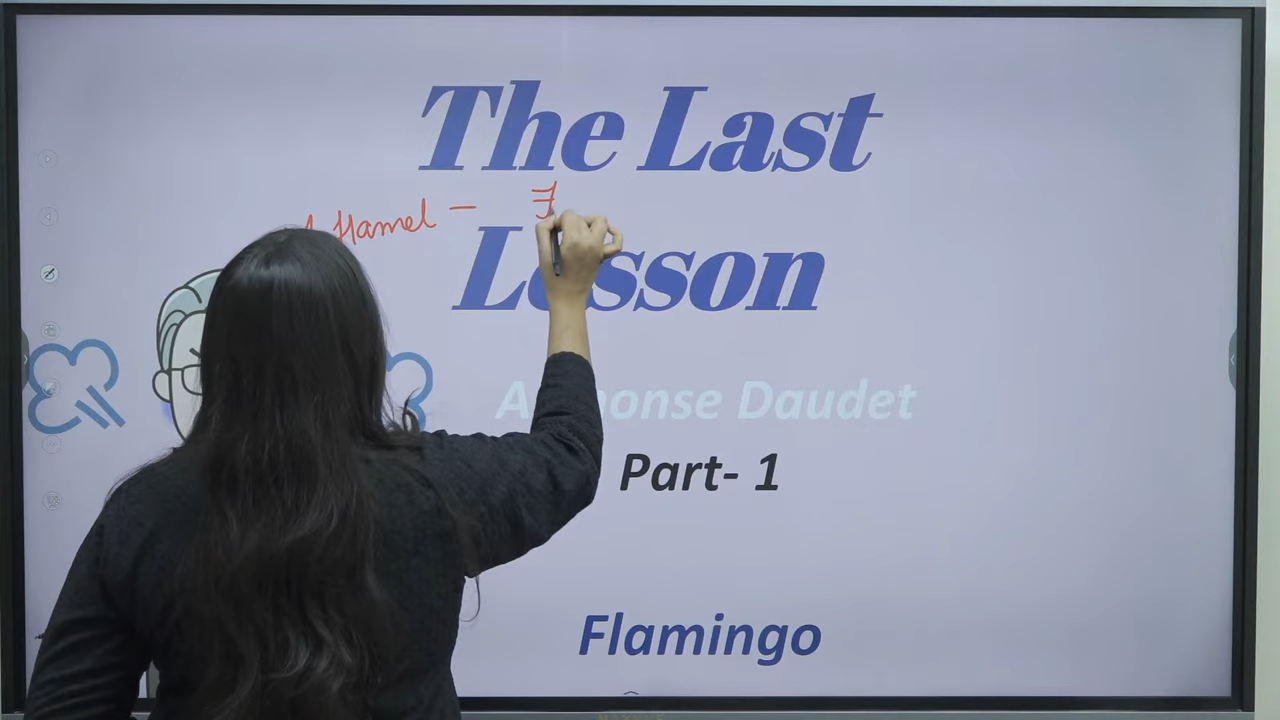 The Last
Hamel – F
Lesson
Alphonse Daudet
Part- 1
Flamingo